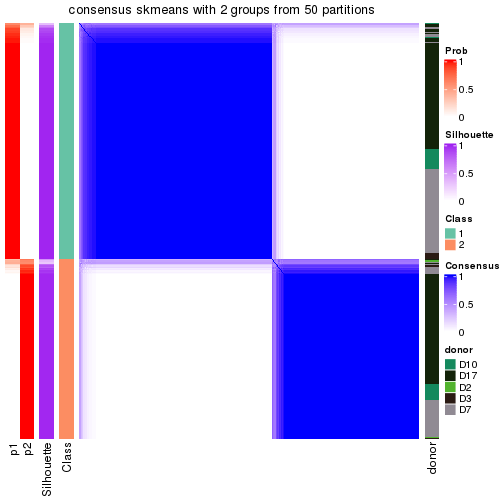 consensus skmeans with 2 groups from 50 partitions
Prob
1
0.5
0
Silhouette
1
0.5
0
Class
1
2
Consensus
1
0.5
0
donor
D10
D17
D2
D3
D7
p1
p2
Silhouette
Class
donor